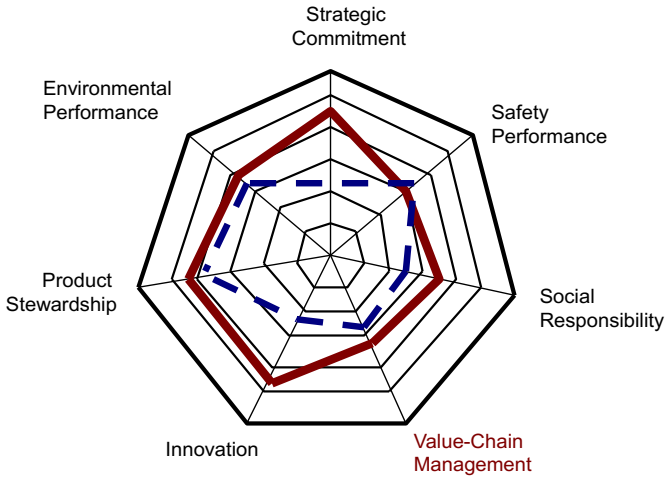 Strategic
Commitment
Environmental
Performance
Safety
Performance
Product
Stewardship
Social
Responsibility
Innovation
Value-Chain
Management